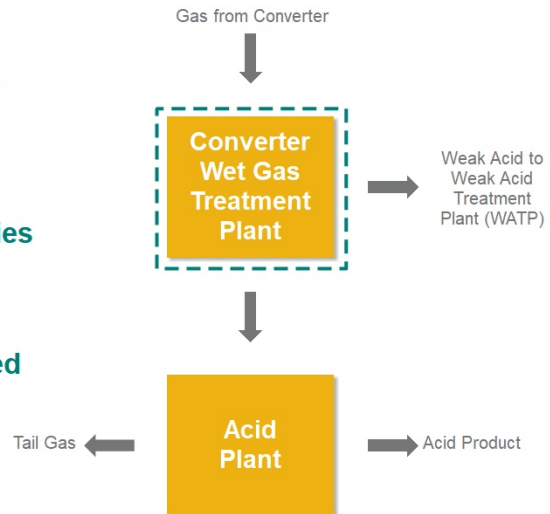 Gas from Converter
Converter
Wet Gas
Treatment
Plant
Weak Acid to
Weak Acid
Treatment
Plant (WATP)
ies
ed
Tail Gas
Acid
Plant
Acid Product